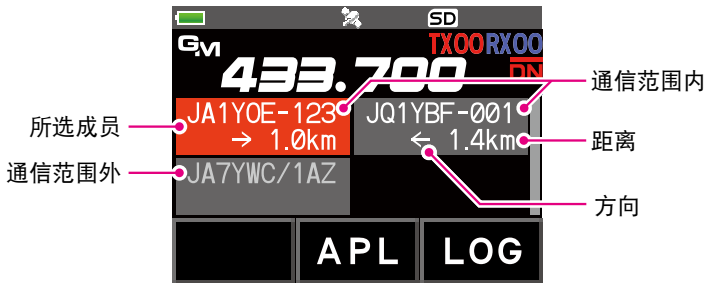 SD
GM
TX00RX00
433.700
DN
通信范围内
JA1YOE-123
JQ1YBF-001
所选成员
→ 1.0km
← 1.4km
距离
通信范围外
JA7YWC/1AZ
方向
APL
LOG